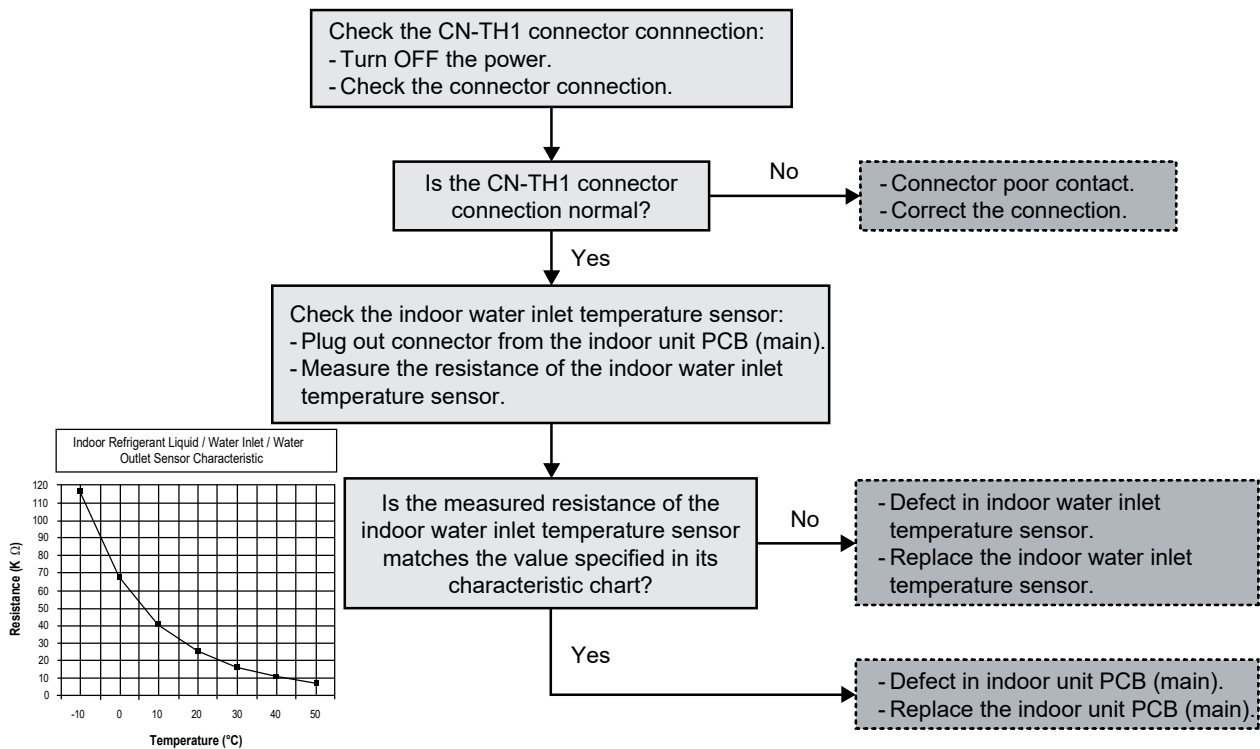 Check the CN-TH1 connector connnection:
- Turn OFF the power.
- Check the connector connection.
Is the CN-TH1 connector
connection normal?
No
- Connector poor contact.
- Correct the connection.
Yes
Check the indoor water inlet temperature sensor:
- Plug out connector from the indoor unit PCB (main).
- Measure the resistance of the indoor water inlet
temperature sensor.
Indoor Refrigerant Liquid / Water Inlet / Water
Outlet Sensor Characteristic
120
110
100
90
80
70
60
50
40
30
20
10
0
Resistance (K Ω)
-10 0 10 20 30 40 50
Temperature (°C)
Is the measured resistance of the
indoor water inlet temperature sensor
matches the value specified in its
characteristic chart?
No
- Defect in indoor water inlet
temperature sensor.
- Replace the indoor water inlet
temperature sensor.
Yes
- Defect in indoor unit PCB (main).
- Replace the indoor unit PCB (main).